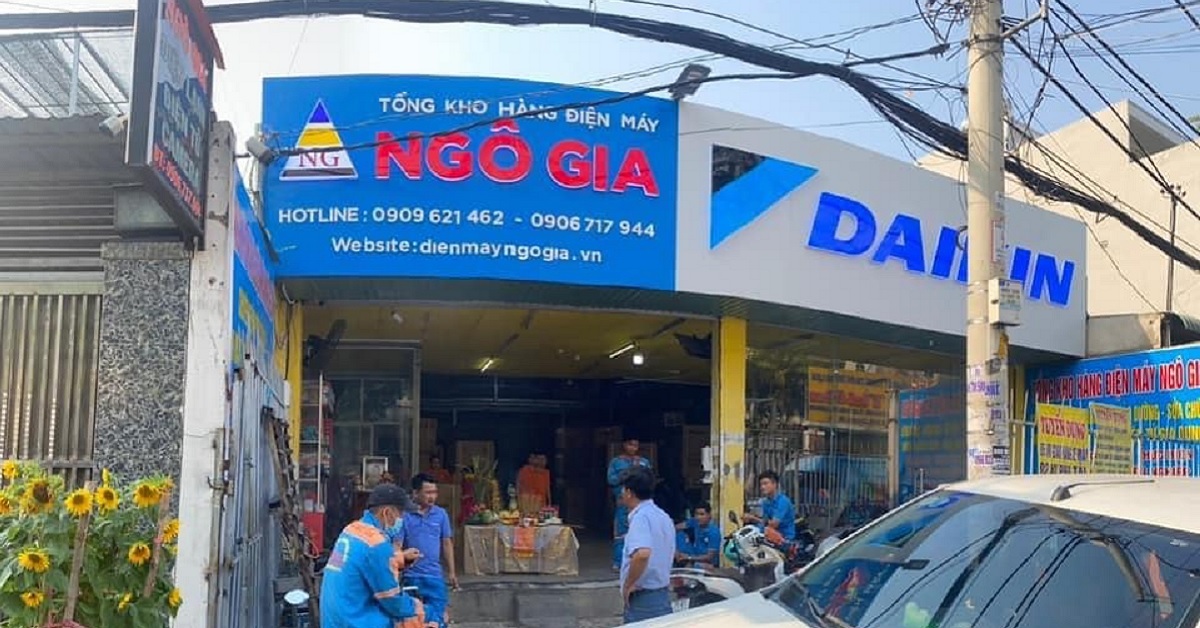 TỔNG KHO HÀNG ĐIỆN MÁY
NG
NGÔ GIA
HOTLINE: 0909 621 462 - 0906 717 944
Website: dienmayngogia.vn
DAIKIN
TỔNG KHO HÀNG ĐIỆN MÁY NGÔ GI
TUYỂN DỤNG